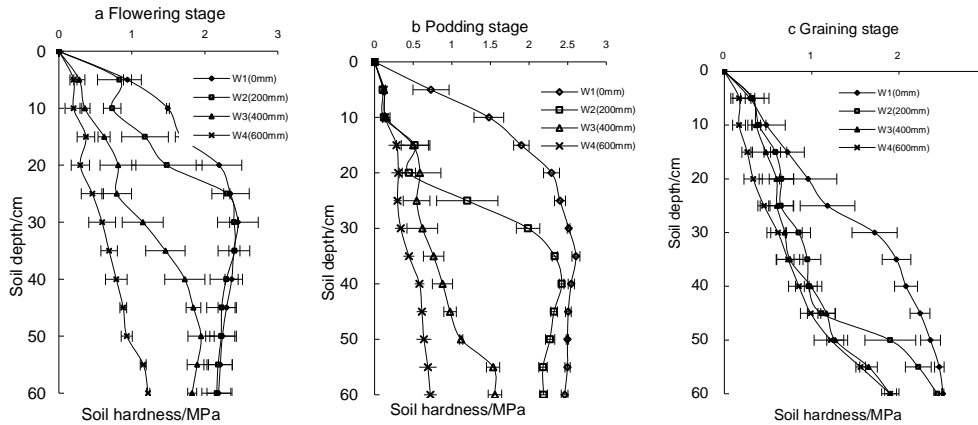 a Flowering stage
0 1 2 3
0
10
20
30
40
50
60
Soil depth/cm
W1(0mm)
W2(200mm)
W3(400mm)
W4(600mm)
Soil hardness/MPa
b Podding stage
0 0.5 1 1.5 2 2.5 3
0
10
20
30
40
50
60
Soil depth/cm
W1(0mm)
W2(200mm)
W3(400mm)
W4(600mm)
Soil hardness/MPa
c Graining stage
0 1 2
0
10
20
30
40
50
60
Soil depth/cm
W1(0mm)
W2(200mm)
W3(400mm)
W4(600mm)
Soil hardness/MPa